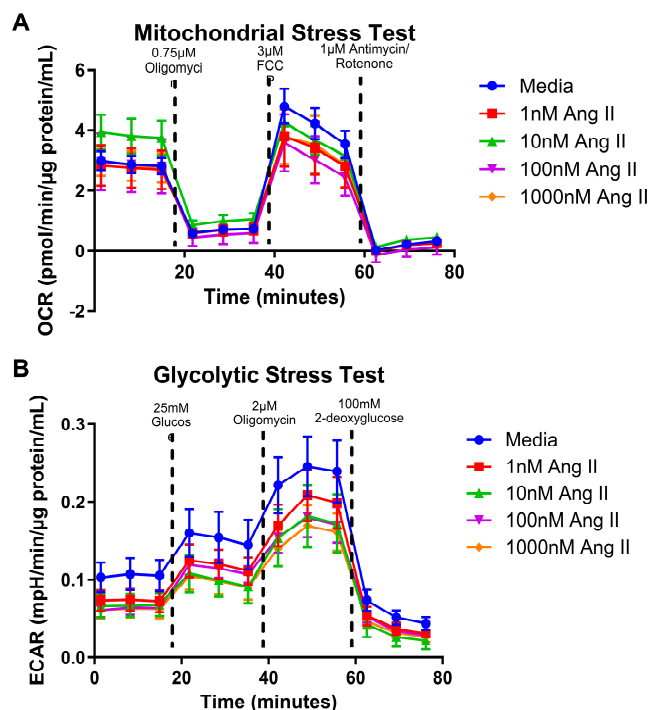 A
Mitochondrial Stress Test
0.75µM
Oligomyci
3µM
FCC
P
1µM Antimycin/
Rotenone
6
4
2
0
-2
20
40
60
80
OCR (pmol/min/µg protein/mL)
Time (minutes)
Media
1nM Ang II
10nM Ang II
100nM Ang II
1000nM Ang II
B
Glycolytic Stress Test
25mM
Glucos
e
2µM
Oligomycin
100mM
2-deoxyglucose
0.3
0.2
0.1
0.0
0
20
40
60
80
ECAR (mpH/min/µg protein/mL)
Time (minutes)
Media
1nM Ang II
10nM Ang II
100nM Ang II
1000nM Ang II